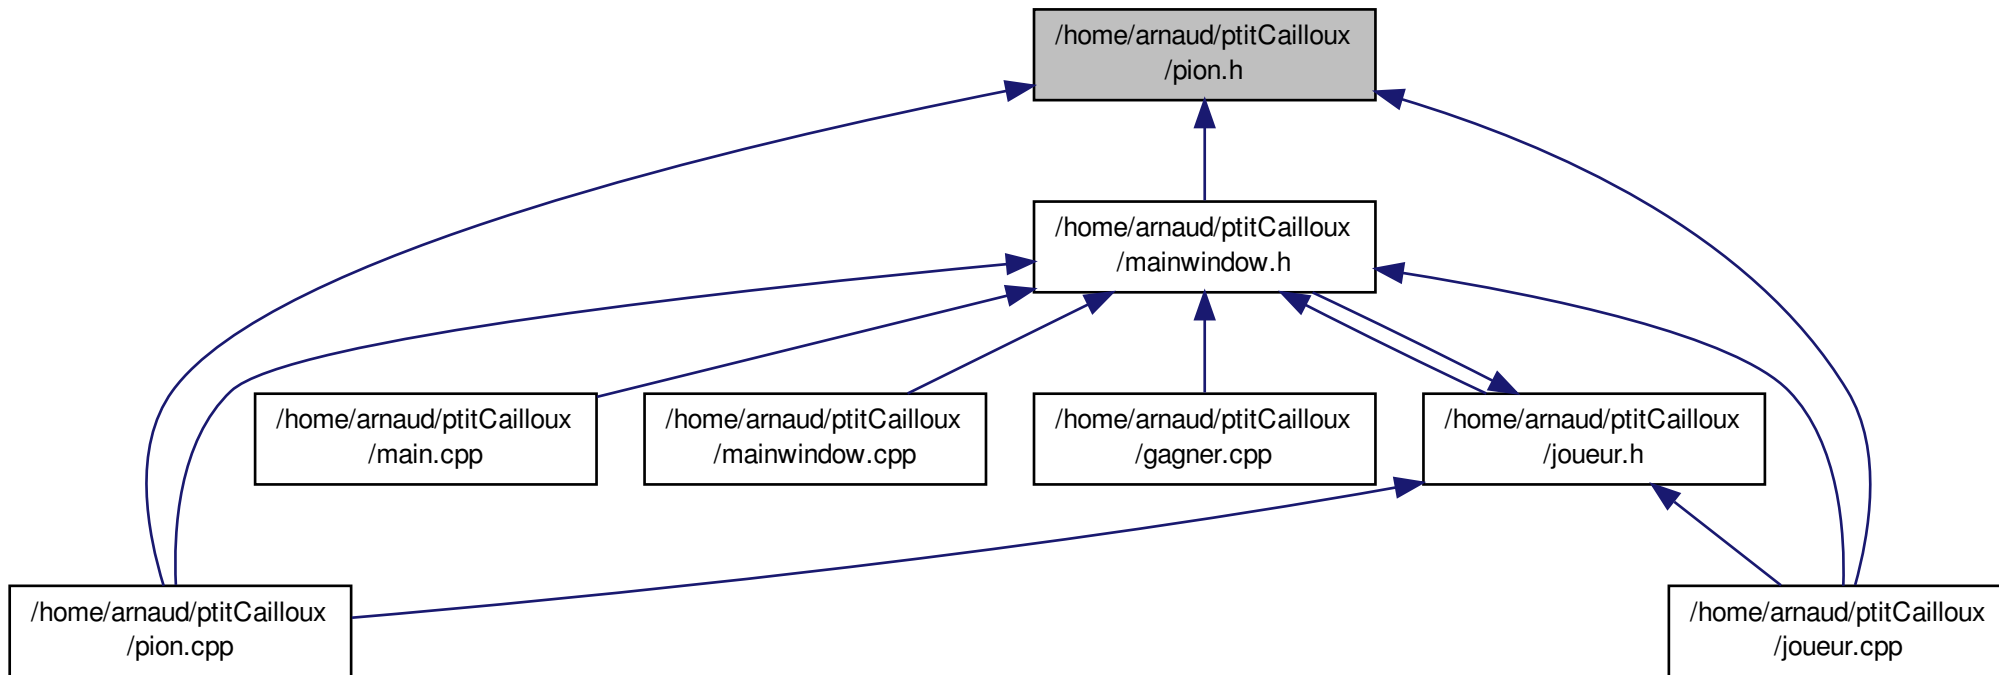 /home/arnaud/ptitCailloux
/pion.h
/home/arnaud/ptitCailloux
/mainwindow.h
/home/arnaud/ptitCailloux
/main.cpp
/home/arnaud/ptitCailloux
/mainwindow.cpp
/home/arnaud/ptitCailloux
/gagner.cpp
/home/arnaud/ptitCailloux
/joueur.h
/home/arnaud/ptitCailloux
/pion.cpp
/home/arnaud/ptitCailloux
/joueur.cpp